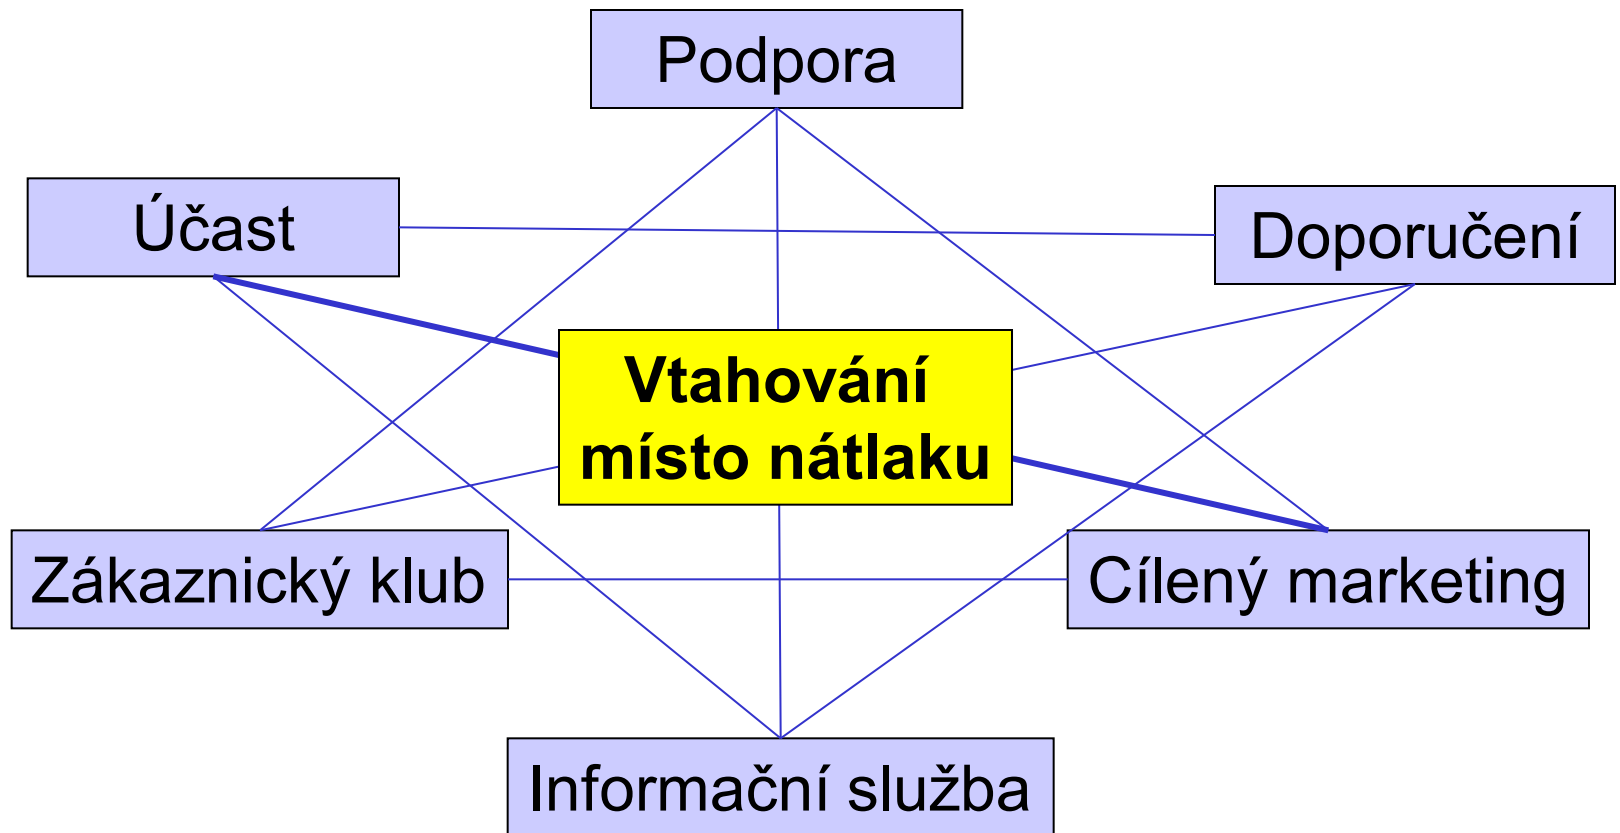 Podpora
Účast
Doporučení
Vtahování
místo nátlaku
Zákaznický klub
Cílený marketing
Informační služba